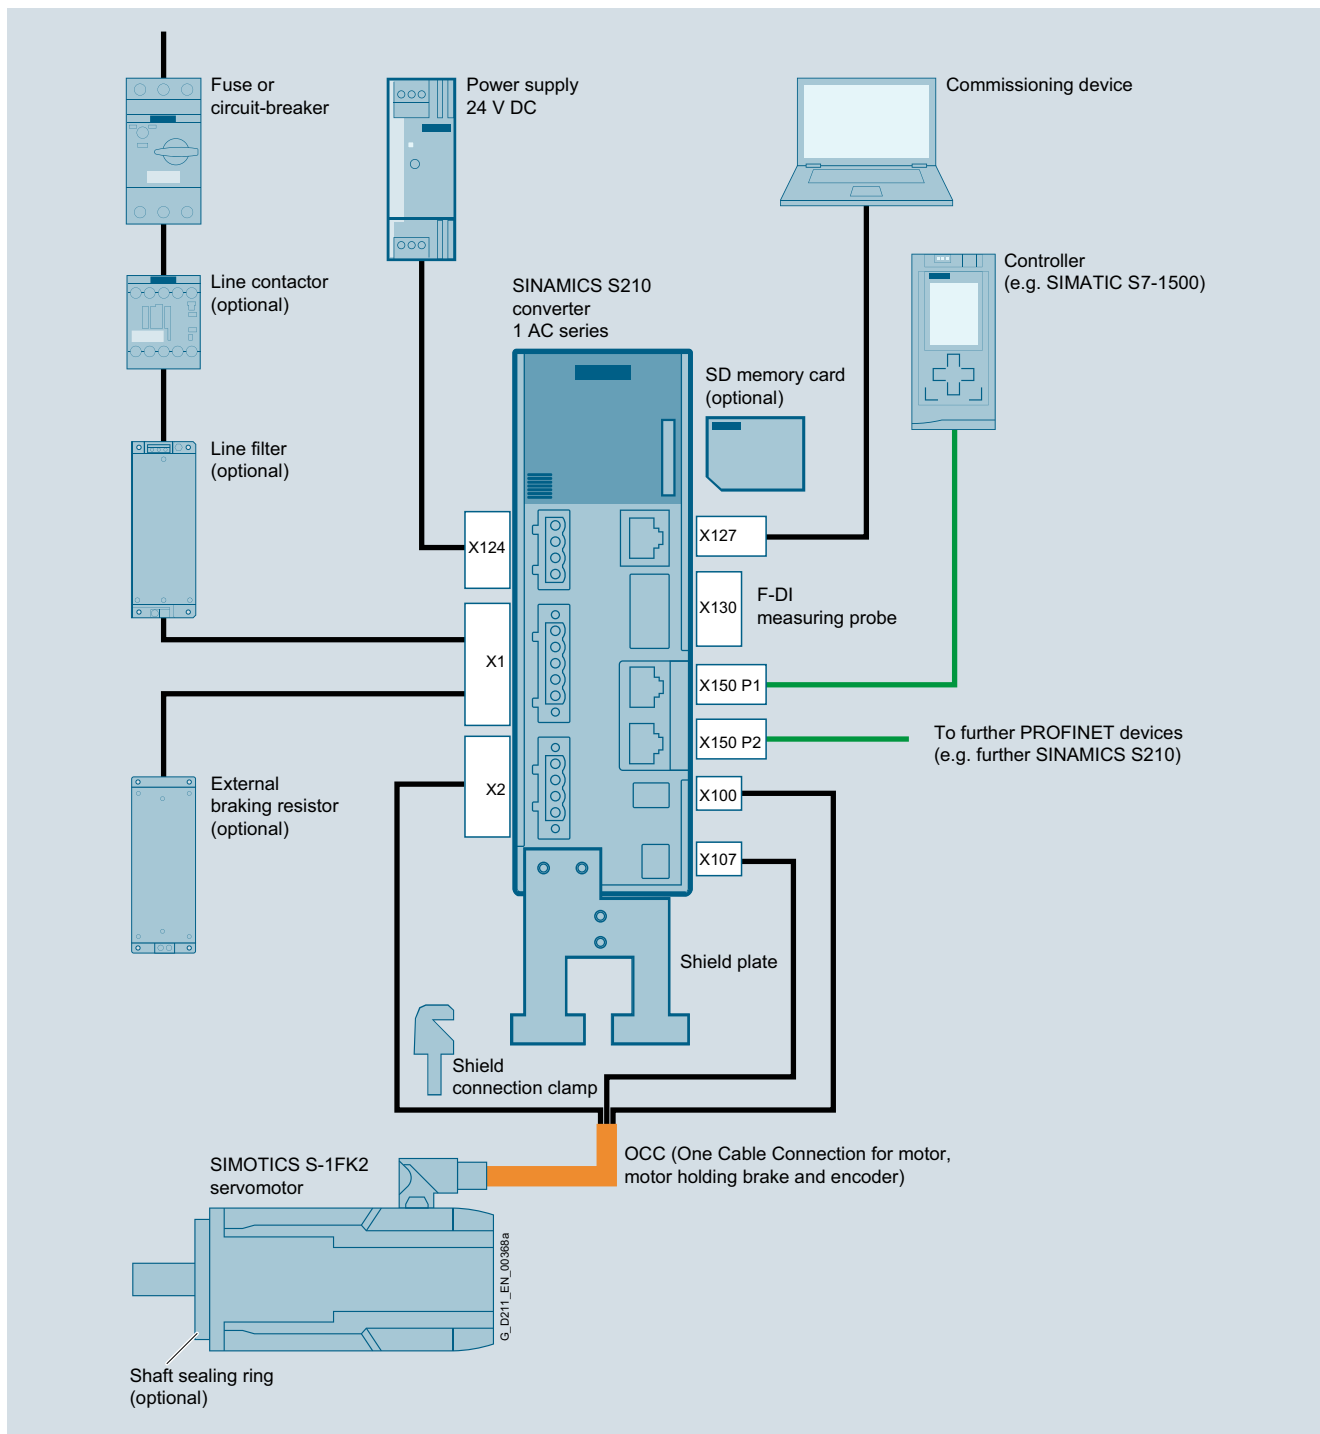 Fuse or
circuit-breaker
Power supply
24 V DC
Commissioning device
Line contactor
(optional)
SINAMICS S210
converter
1 AC series
Controller
(e.g. SIMATIC S7-1500)
SD memory card
(optional)
Line filter
(optional)
X124
X127
X130
F-DI
measuring probe
X1
X150 P1
X150 P2
To further PROFINET devices
(e.g. further SINAMICS S210)
X2
X100
External
braking resistor
(optional)
X107
Shield plate
Shield
connection clamp
OCC (One Cable Connection for motor,
motor holding brake and encoder)
SIMOTICS S-1FK2
servomotor
G_D211_EN_00368a
Shaft sealing ring
(optional)